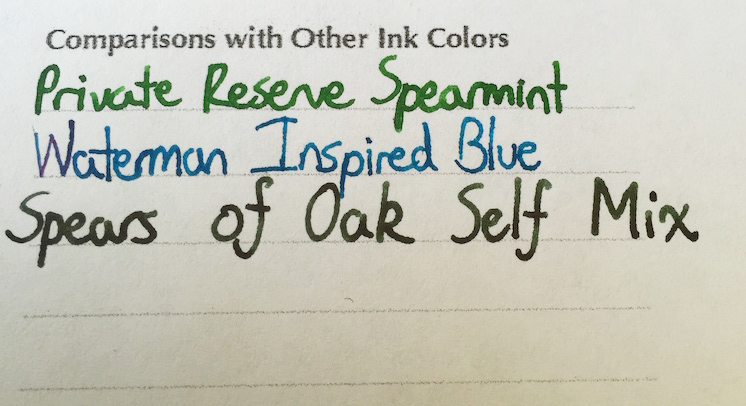 Comparisons with Other Ink Colors
Private Reserve Spearmint
Waterman Inspired Blue
Spears of Oak Self Mix